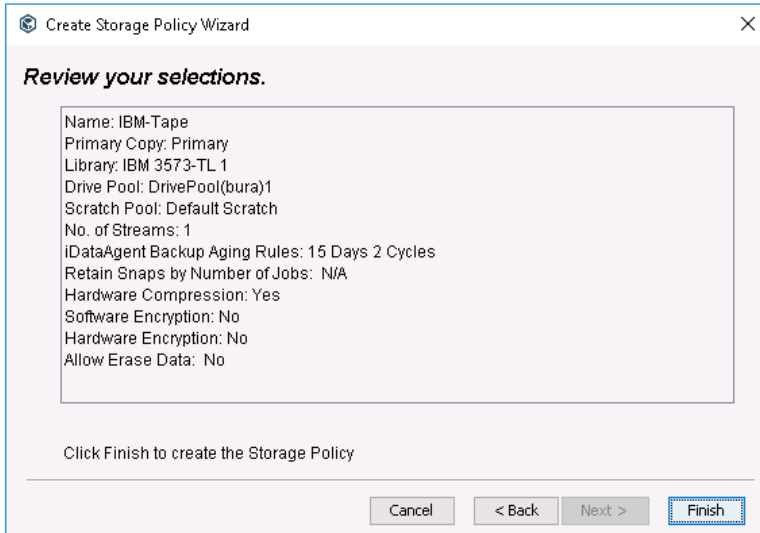 Create Storage Policy Wizard
Review your selections.
Name: IBM-Tape
Primary Copy: Primary
Library: IBM 3573-TL 1
Drive Pool: DrivePool(bura)1
Scratch Pool: Default Scratch
No. of Streams: 1
iDataAgent Backup Aging Rules: 15 Days 2 Cycles
Retain Snaps by Number of Jobs:  N/A
Hardware Compression: Yes
Software Encryption: No
Hardware Encryption: No
Allow Erase Data:  No
Click Finish to create the Storage Policy
Cancel < Back Next > Finish